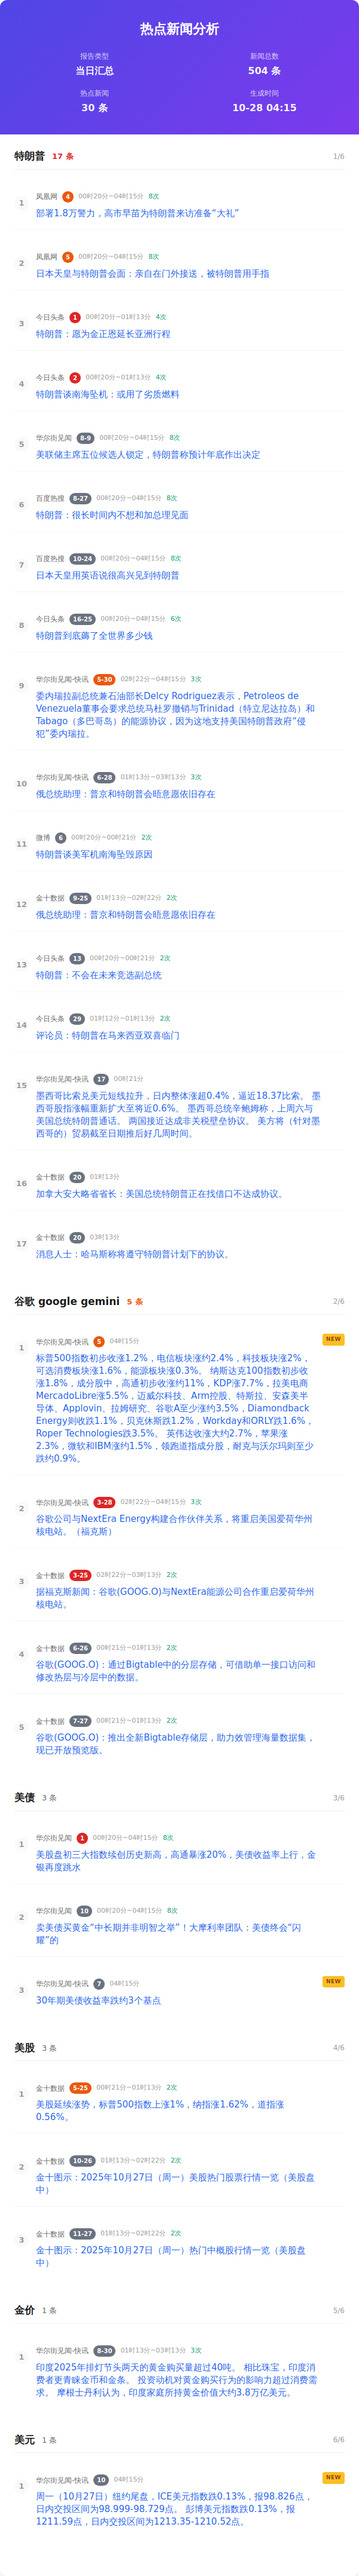 热点新闻分析
报告类型
当日汇总
新闻总数
504 条
热点新闻
30 条
生成时间
10-28 04:15
特朗普 17 条 1/6
1 凤凰网 4 00时20分~04时15分 8次
部署1.8万警力，高市早苗为特朗普来访准备“大礼”
2 凤凰网 5 00时20分~04时15分 8次
日本天皇与特朗普会面：亲自在门外接送，被特朗普用手指
3 今日头条 1 00时20分~01时13分 4次
特朗普：愿为金正恩延长亚洲行程
4 今日头条 2 00时20分~01时13分 4次
特朗普谈南海坠机：或用了劣质燃料
5 华尔街见闻 8-9 00时20分~04时15分 8次
美联储主席五位候选人锁定，特朗普称预计年底作出决定
6 百度热搜 8-27 00时20分~04时15分 8次
特朗普：很长时间内不想和加总理见面
7 百度热搜 10-24 00时20分~04时15分 8次
日本天皇用英语说很高兴见到特朗普
8 今日头条 16-25 00时20分~04时15分 6次
特朗普到底薅了全世界多少钱
9 华尔街见闻-快讯 5-30 02时22分~04时15分 3次
委内瑞拉副总统兼石油部长Delcy Rodriguez表示，Petroleos de
Venezuela董事会要求总统马杜罗撤销与Trinidad（特立尼达拉岛）和
Tabago（多巴哥岛）的能源协议，因为这地支持美国特朗普政府“侵
犯”委内瑞拉。
10 华尔街见闻-快讯 6-28 01时13分~03时13分 3次
俄总统助理：普京和特朗普会晤意愿依旧存在
11 微博 6 00时20分~00时21分 2次
特朗普谈美军机南海坠毁原因
12 金十数据 9-25 01时13分~02时22分 2次
俄总统助理：普京和特朗普会晤意愿依旧存在
13 今日头条 13 00时20分~00时21分 2次
特朗普：不会在未来竞选副总统
14 今日头条 29 01时12分~01时13分 2次
评论员：特朗普在马来西亚双喜临门
15 华尔街见闻-快讯 17 00时21分
墨西哥比索兑美元短线拉升，日内整体涨超0.4%，逼近18.37比索。 墨
西哥股指涨幅重新扩大至将近0.6%。 墨西哥总统辛鲍姆称，上周六与
美国总统特朗普通话。 两国接近达成非关税壁垒协议。 美方将（针对墨
西哥的）贸易截至日期推后好几周时间。
16 金十数据 20 01时13分
加拿大安大略省省长：美国总统特朗普正在找借口不达成协议。
17 金十数据 20 03时13分
消息人士：哈马斯称将遵守特朗普计划下的协议。
谷歌 google gemini 5 条 2/6
1 华尔街见闻-快讯 5 04时15分 NEW
标普500指数初步收涨1.2%，电信板块涨约2.4%，科技板块涨2%，
可选消费板块涨1.6%，能源板块涨0.3%。 纳斯达克100指数初步收
涨1.8%，成分股中，高通初步收涨约11%，KDP涨7.7%，拉美电商
MercadoLibre涨5.5%，迈威尔科技、Arm控股、特斯拉、安森美半
导体、Applovin、拉姆研究、谷歌A至少涨约3.5%，Diamondback
Energy则收跌1.1%，贝克休斯跌1.2%，Workday和ORLY跌1.6%，
Roper Technologies跌3.5%。 英伟达收涨大约2.7%，苹果涨
2.3%，微软和IBM涨约1.5%，领跑道指成分股，耐克与沃尔玛则至少
跌约0.9%。
2 华尔街见闻-快讯 3-28 02时22分~04时15分 3次
谷歌公司与NextEra Energy构建合作伙伴关系，将重启美国爱荷华州
核电站。（福克斯）
3 金十数据 3-25 02时22分~03时13分 2次
据福克斯新闻：谷歌(GOOG.O)与NextEra能源公司合作重启爱荷华州
核电站。
4 金十数据 6-26 00时21分~01时13分 2次
谷歌(GOOG.O)：通过Bigtable中的分层存储，可借助单一接口访问和
修改热层与冷层中的数据。
5 金十数据 7-27 00时21分~01时13分 2次
谷歌(GOOG.O)：推出全新Bigtable存储层，助力效管理海量数据集，
现已开放预览版。
美债 3 条 3/6
1 华尔街见闻 1 00时20分~04时15分 8次
美股盘初三大指数续创历史新高，高通暴涨20%，美债收益率上行，金
银再度跳水
2 华尔街见闻 10 00时20分~04时15分 8次
卖美债买黄金“中长期并非明智之举”！大摩利率团队：美债终会“闪
耀”的
3 华尔街见闻-快讯 7 04时15分 NEW
30年期美债收益率跌约3个基点
美股 3 条 4/6
1 金十数据 5-25 00时21分~01时13分 2次
美股延续涨势，标普500指数上涨1%，纳指涨1.62%，道指涨
0.56%。
2 金十数据 10-26 01时13分~02时22分 2次
金十图示：2025年10月27日（周一）美股热门股票行情一览（美股盘
中）
3 金十数据 11-27 01时13分~02时22分 2次
金十图示：2025年10月27日（周一）热门中概股行情一览（美股盘
中）
金价 1 条 5/6
1 华尔街见闻-快讯 8-30 01时13分~03时13分 3次
印度2025年排灯节头两天的黄金购买量超过40吨。 相比珠宝，印度消
费者更青睐金币和金条。 投资动机对黄金购买行为的影响力超过消费需
求。 摩根士丹利认为，印度家庭所持黄金价值大约3.8万亿美元。
美元 1 条 6/6
1 华尔街见闻-快讯 10 04时15分 NEW
周一（10月27日）纽约尾盘，ICE美元指数跌0.13%，报98.826点，
日内交投区间为98.999-98.729点。 彭博美元指数跌0.13%，报
1211.59点，日内交投区间为1213.35-1210.52点。